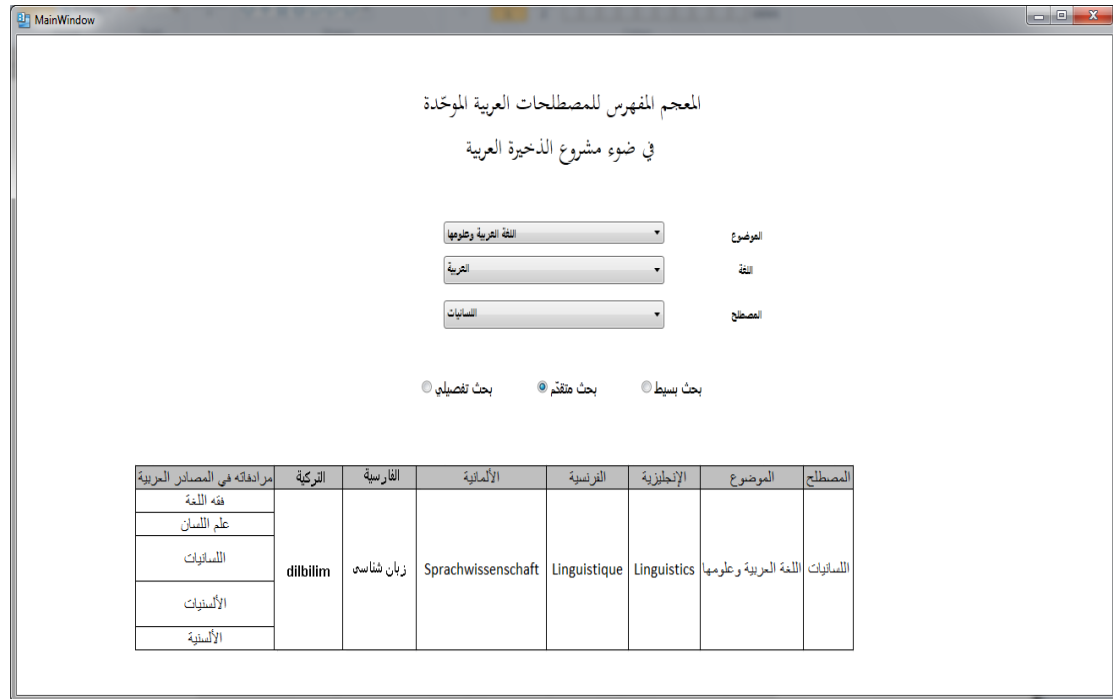 MainWindow
المعجم المفهرس للمصطلحات العربية الموحّدة
في ضوء مشروع الذخيرة العربية
الموضوع اللغة العربية وعلومها
اللغة العربية
المصطلح اللسانيات
بحث بسيط بحث متقدّم بحث تفصيلي
المصطلح الموضوع الإنجليزية الفرنسية الألمانية الفارسية التركية مرادفاته في المصادر العربية
اللسانيات اللغة العربية وعلومها Linguistics Linguistique Sprachwissenschaft زبان شناسی dilbilim
فقه اللغة
علم اللسان
اللسانيات
الألسنيات
الألسنية